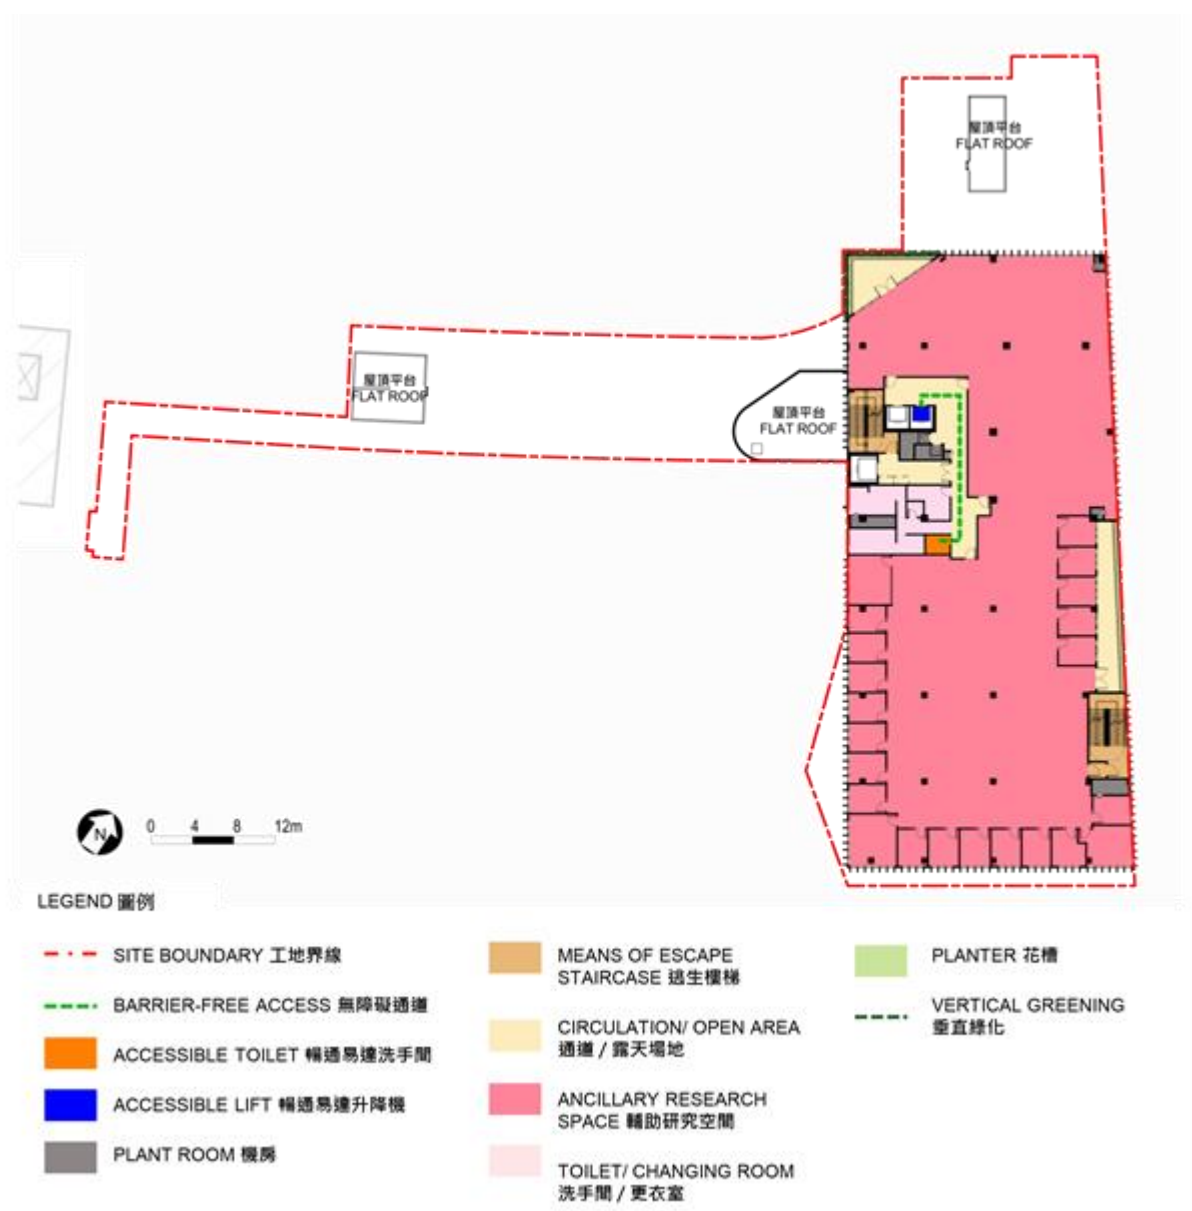 屋頂平台
FLAT ROOF
屋頂平台
FLAT ROOF
屋頂平台
FLAT ROOF
N
0 4 8 12m
LEGEND 圖例
SITE BOUNDARY 工地界線
BARRIER-FREE ACCESS 無障礙通道
ACCESSIBLE TOILET 暢通易達洗手間
ACCESSIBLE LIFT 暢通易達升降機
PLANT ROOM 機房
MEANS OF ESCAPE
STAIRCASE 逃生樓梯
CIRCULATION/ OPEN AREA
通道 / 露天場地
ANCILLARY RESEARCH
SPACE 輔助研究空間
TOILET/ CHANGING ROOM
洗手間 / 更衣室
PLANTER 花槽
VERTICAL GREENING
垂直綠化